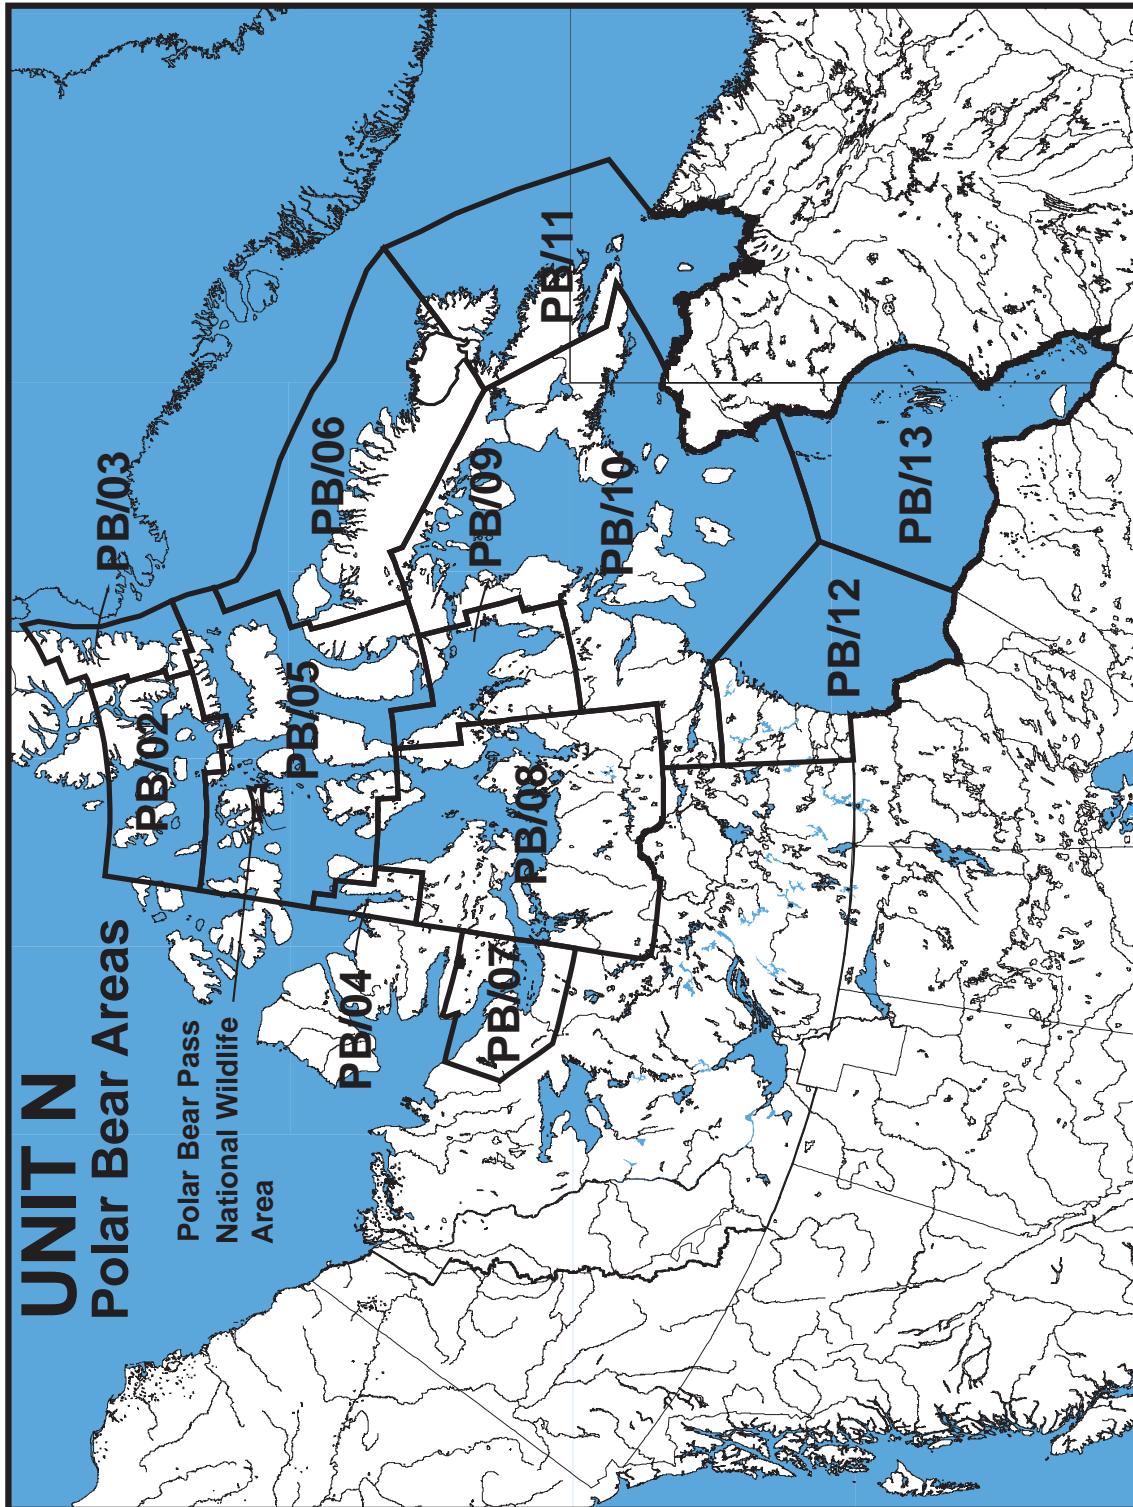 UNIT N
Polar Bear Areas
Polar Bear Pass
National Wildlife
Area
PB/03
PB/02
PB/05
PB/06
PB/04
PB/09
PB/07
PB/08
PB/11
PB/10
PB/12
PB/13